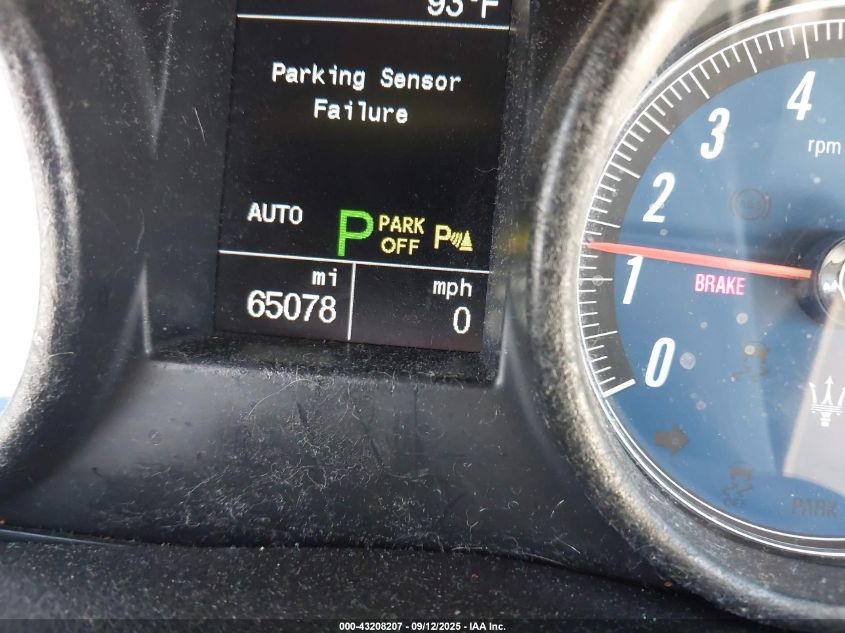 93°F
Parking Sensor
Failure
AUTO
P
PARK
OFF
P
mi
65078
mph
0
4
3
rpm
2
1
BRAKE
0
PARK
000-43208207 - 09/12/2025 - IAA Inc.